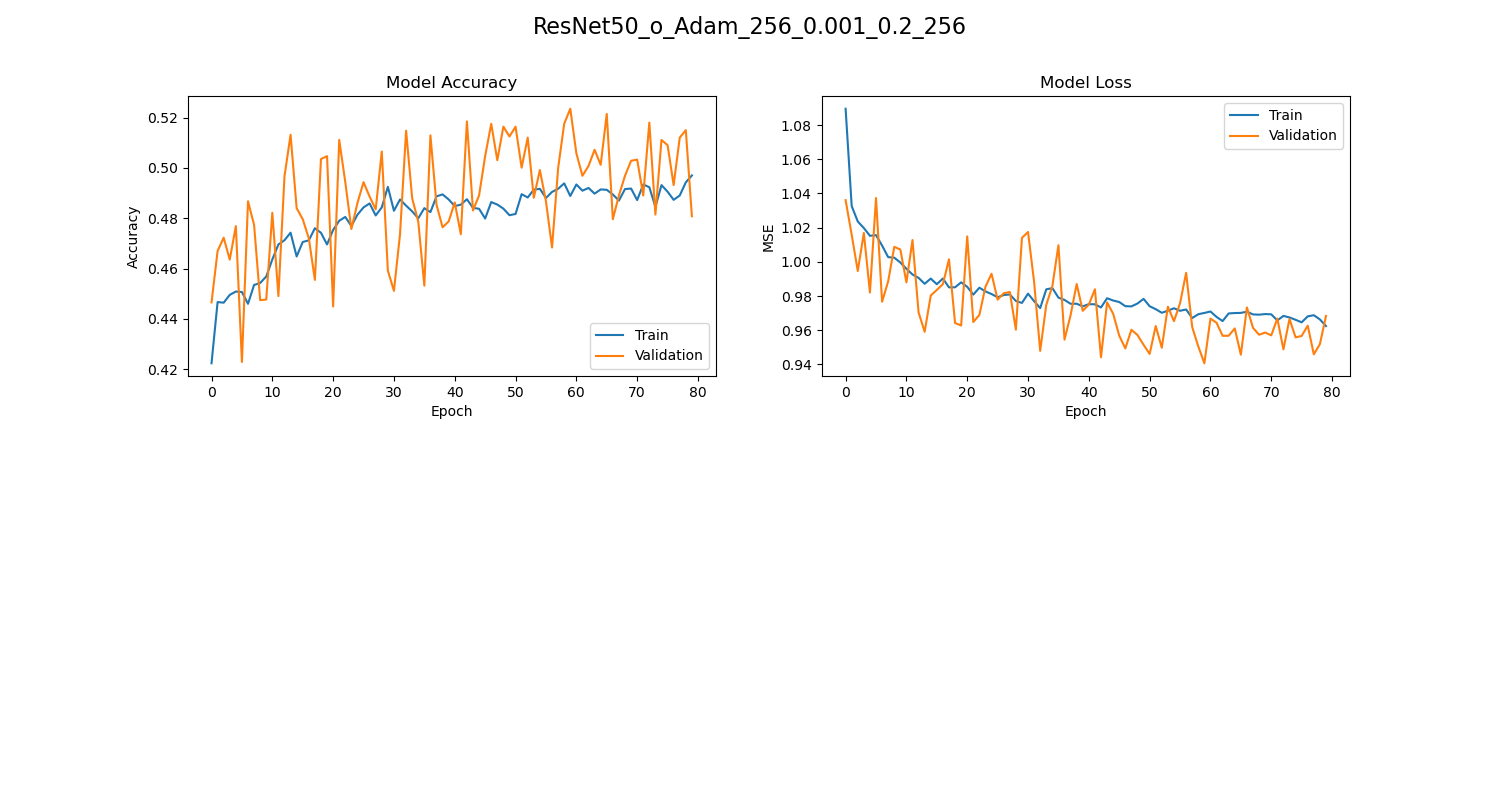 ResNet50_o_Adam_256_0.001_0.2_256
Model Accuracy
Accuracy
0.52
0.50
0.48
0.46
0.44
0.42
0 10 20 30 40 50 60 70 80
Epoch
Train
Validation
Model Loss
MSE
1.08
1.06
1.04
1.02
1.00
0.98
0.96
0.94
0 10 20 30 40 50 60 70 80
Epoch
Train
Validation